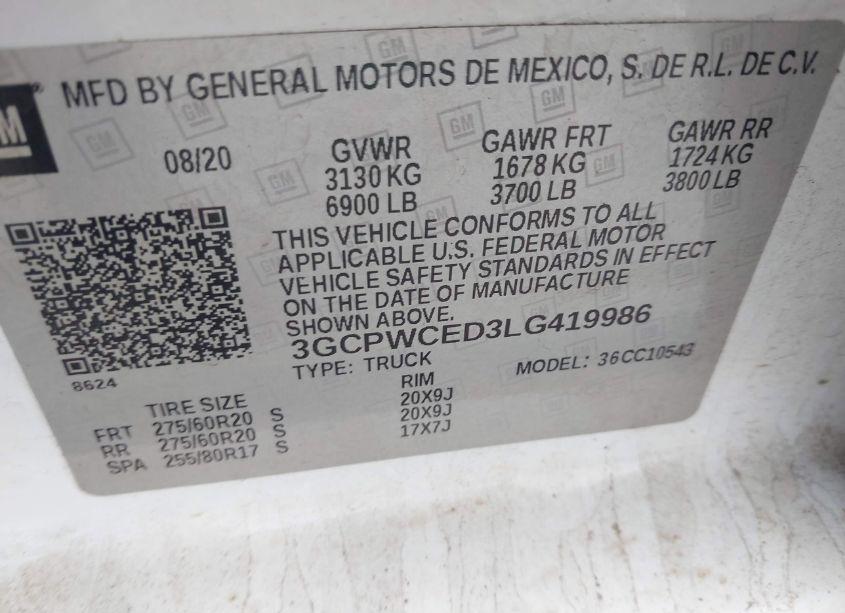 GM
MFD BY GENERAL MOTORS DE MEXICO, S. DE R.L. DE C.V.
08/20 GVWR GAWR FRT GAWR RR
3130 KG 1678 KG 1724 KG
6900 LB 3700 LB 3800 LB
THIS VEHICLE CONFORMS TO ALL
APPLICABLE U.S. FEDERAL MOTOR
VEHICLE SAFETY STANDARDS IN EFFECT
ON THE DATE OF MANUFACTURE
SHOWN ABOVE.
3GCPWCED3LG419986
TYPE: TRUCK MODEL: 36CC10543
8624
TIRE SIZE RIM
FRT 275/60R20 S 20X9J
RR 275/60R20 S 20X9J
SPA 255/80R17 S 17X7J